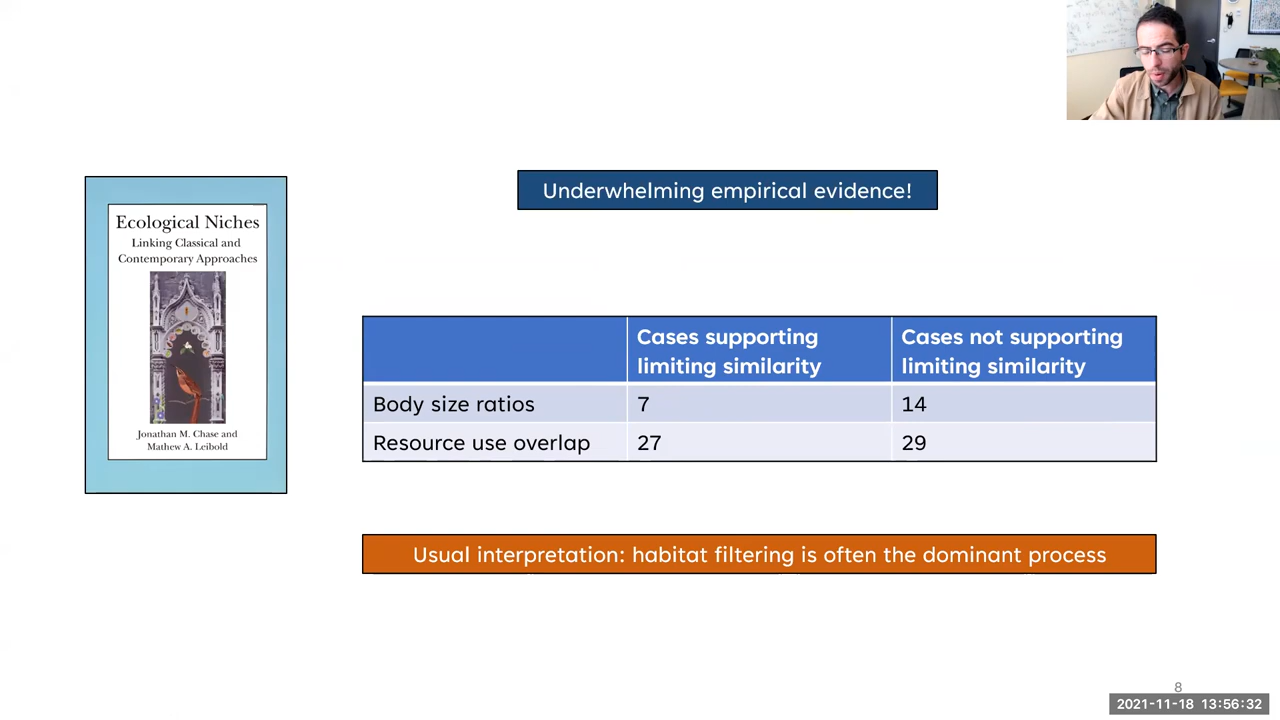 Underwhelming empirical evidence!
Ecological Niches
Linking Classical and
Contemporary Approaches
Jonathan M. Chase and
Mathew A. Leibold
Cases supporting
limiting similarity
Cases not supporting
limiting similarity
Body size ratios
7
14
Resource use overlap
27
29
Usual interpretation: habitat filtering is often the dominant process
8
2021-11-18 13:56:32